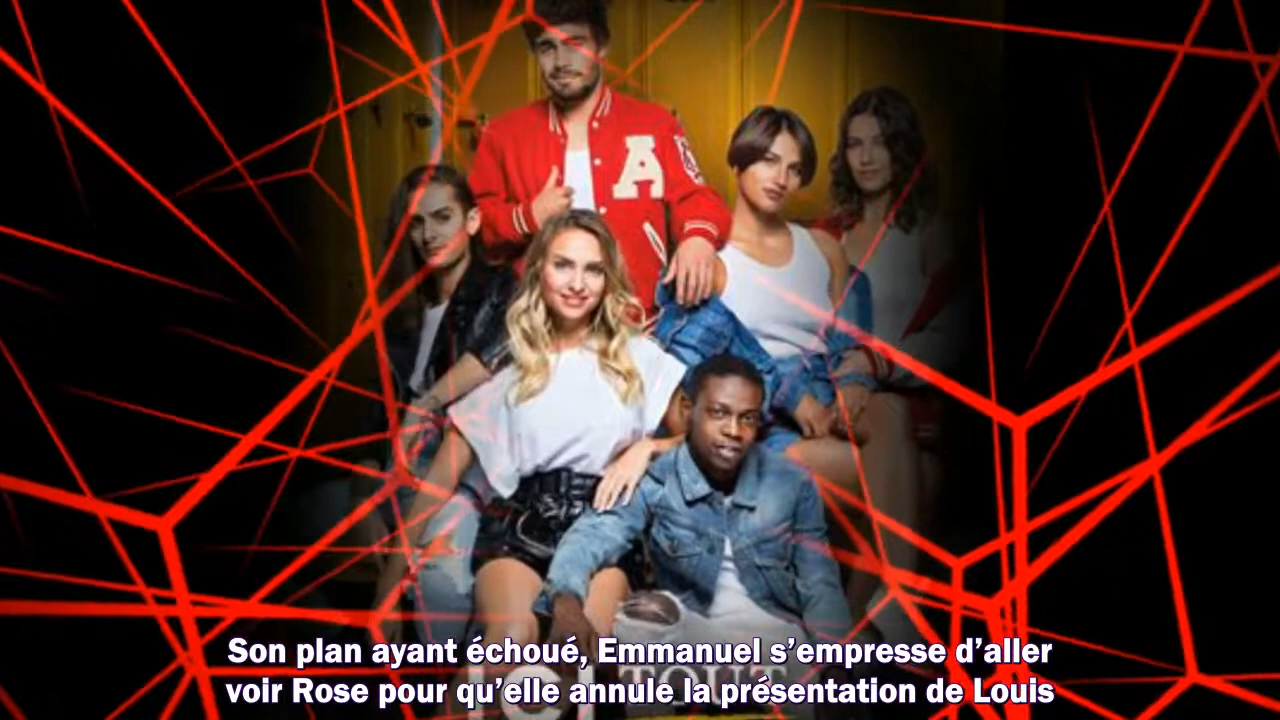 A
Son plan ayant échoué, Emmanuel s’empresse d’aller
voir Rose pour qu’elle annule la présentation de Louis